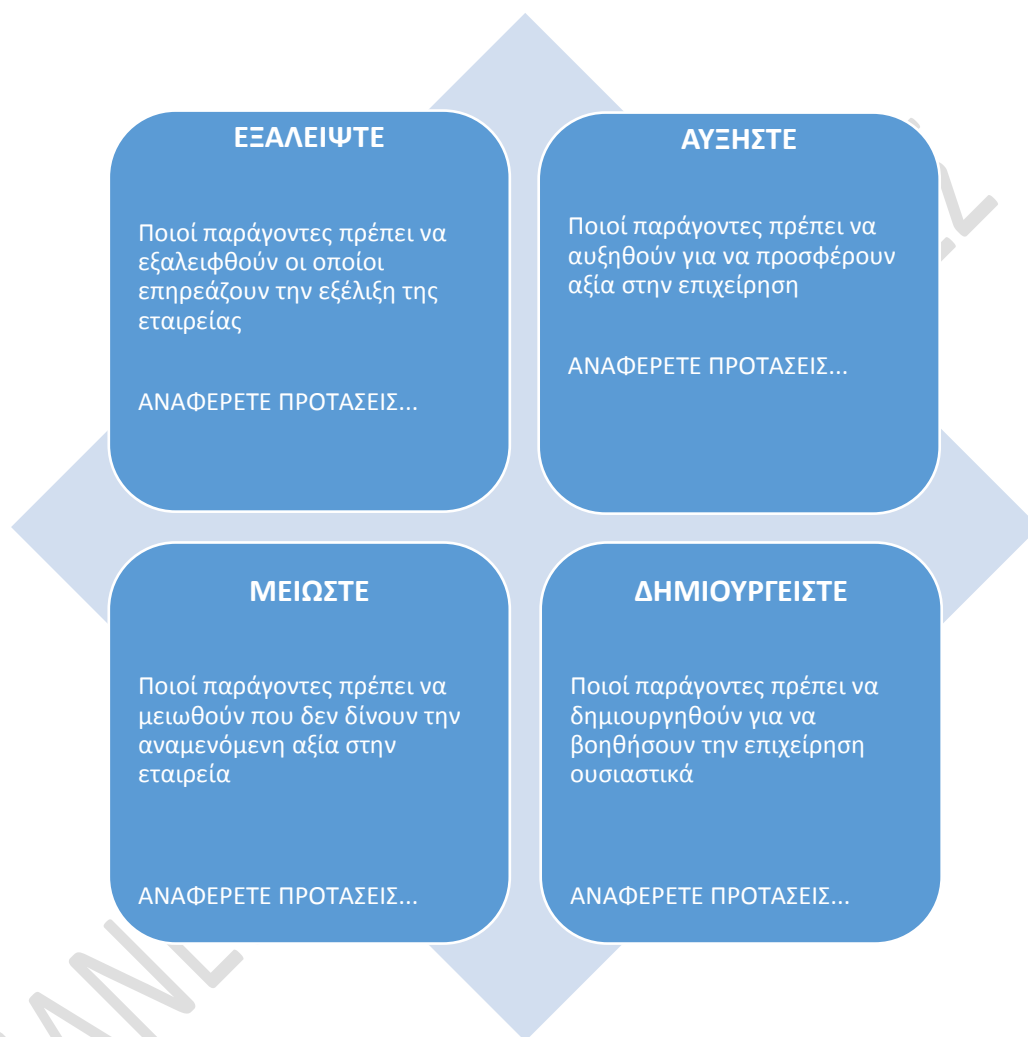 ΕΞΑΛΕΙΨΤΕ
Ποιοί παράγοντες πρέπει να
εξαλειφθούν οι οποίοι
επηρεάζουν την εξέλιξη της
εταιρείας
ΑΝΑΦΕΡΕΤΕ ΠΡΟΤΑΣΕΙΣ...
ΑΥΞΗΣΤΕ
Ποιοί παράγοντες πρέπει να
αυξηθούν για να προσφέρουν
αξία στην επιχείρηση
ΑΝΑΦΕΡΕΤΕ ΠΡΟΤΑΣΕΙΣ...
ΜΕΙΩΣΤΕ
Ποιοί παράγοντες πρέπει να
μειωθούν που δεν δίνουν την
αναμενόμενη αξία στην
εταιρεία
ΑΝΑΦΕΡΕΤΕ ΠΡΟΤΑΣΕΙΣ...
ΔΗΜΙΟΥΡΓΕΙΣΤΕ
Ποιοί παράγοντες πρέπει να
δημιουργηθούν για να
βοηθήσουν την επιχείρηση
ουσιαστικά
ΑΝΑΦΕΡΕΤΕ ΠΡΟΤΑΣΕΙΣ...